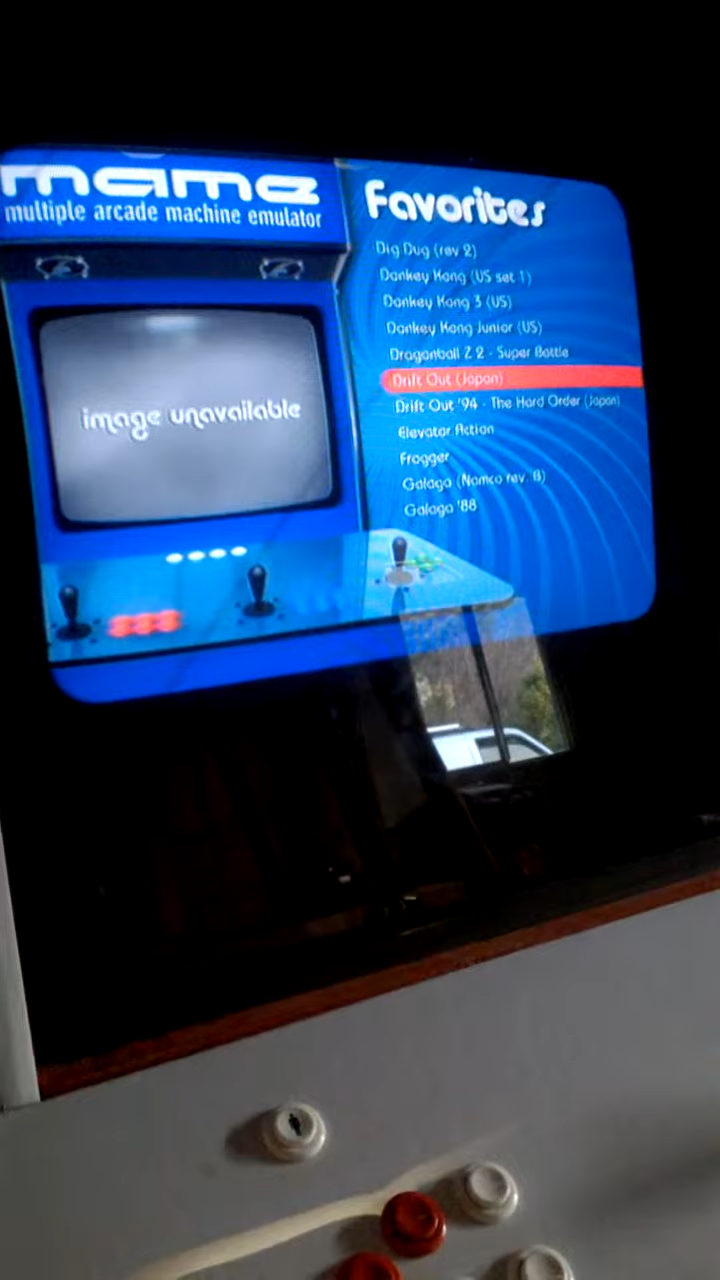 mame
multiple arcade machine emulator
image unavailable
Favorites
Dig Dug (rev 2)
Donkey Kong (US set 1)
Donkey Kong 3 (US)
Donkey Kong Junior (US)
Dragonball Z 2 - Super Battle
Drift Out (Japan)
Drift Out '94 - The Hard Order (Japan)
Elevator Action
Frogger
Galaga (Namco rev. B)
Galaga '88